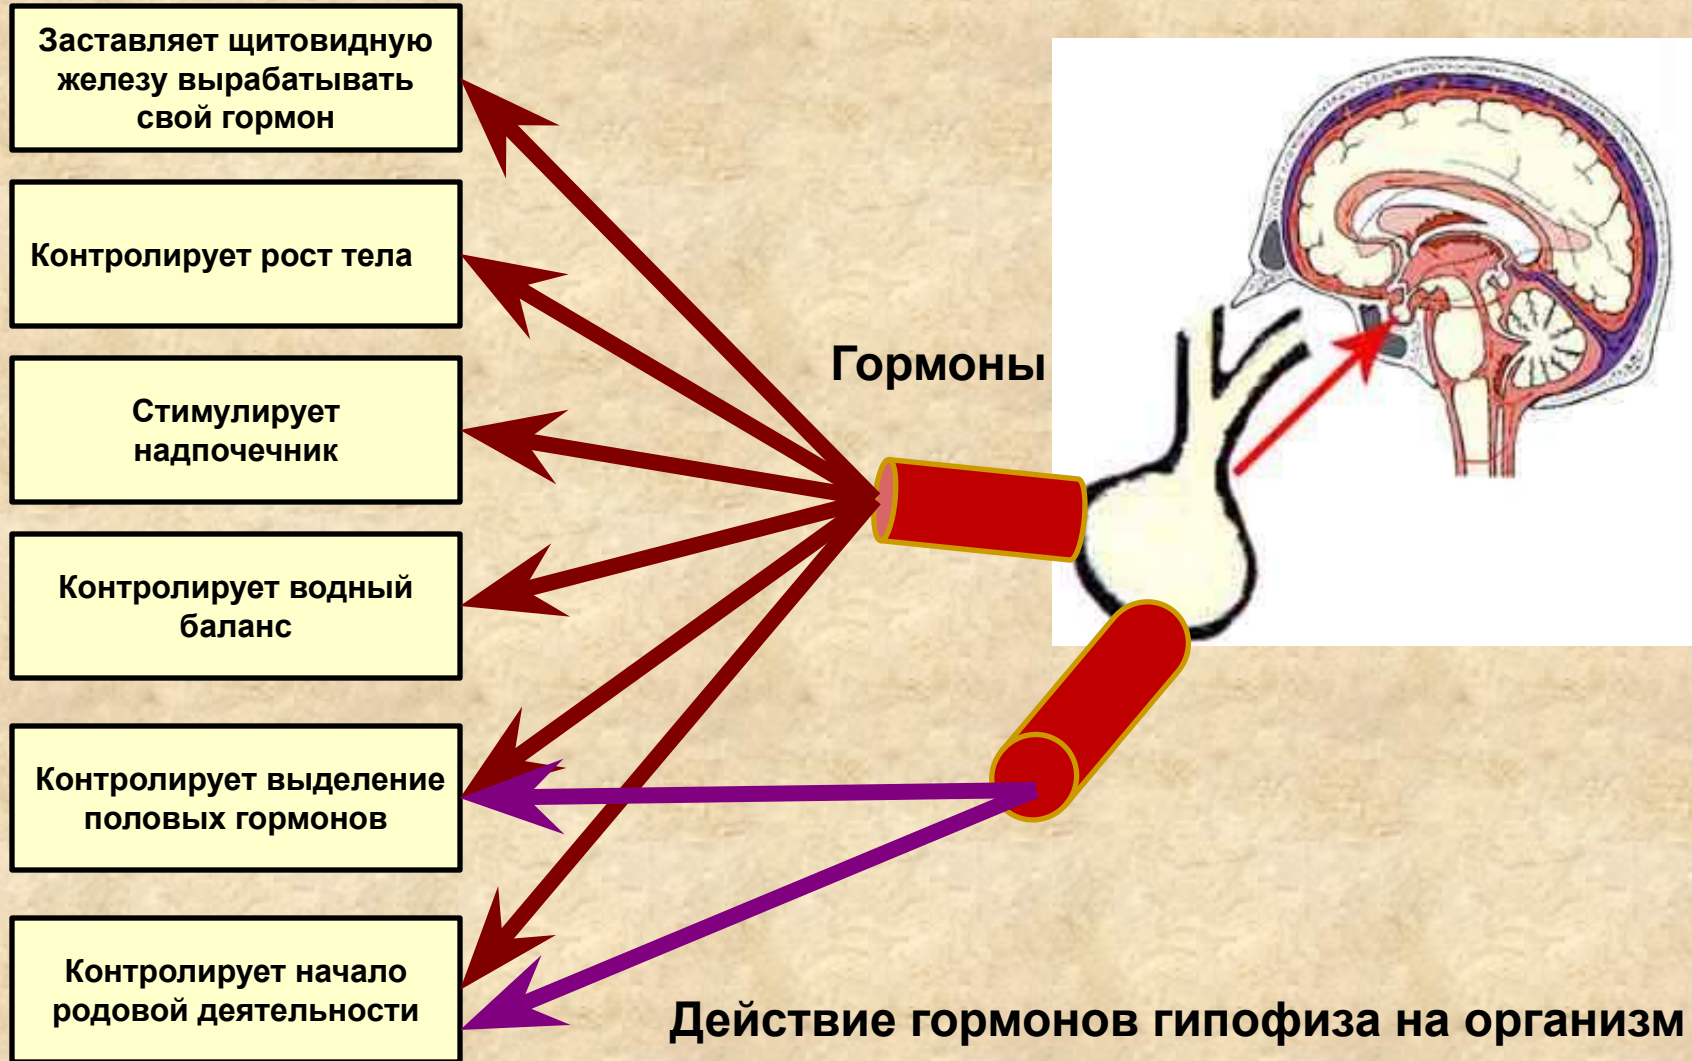 Заставляет щитовидную
железу вырабатывать
свой гормон
Контролирует рост тела
Стимулирует
надпочечник
Контролирует водный
баланс
Контролирует выделение
половых гормонов
Контролирует начало
родовой деятельности
Гормоны
Действие гормонов гипофиза на организм